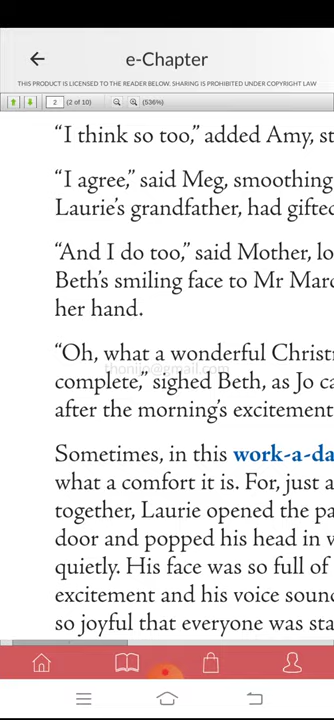 e-Chapter
THIS PRODUCT IS LICENSED TO THE READER BELOW. SHARING IS PROHIBITED UNDER COPYRIGHT LAW
2 (2 of 10) (536%)
“I think so too,” added Amy, st
“I agree,” said Meg, smoothing
Laurie’s grandfather, had gifted
“And I do too,” said Mother, lo
Beth’s smiling face to Mr Marc
her hand.
“Oh, what a wonderful Christ
thonijo@gmail.com
complete,” sighed Beth, as Jo ca
after the morning’s excitement
Sometimes, in this work-a-da
what a comfort it is. For, just a
together, Laurie opened the pa
door and popped his head in v
quietly. His face was so full of
excitement and his voice soun
so joyful that everyone was sta